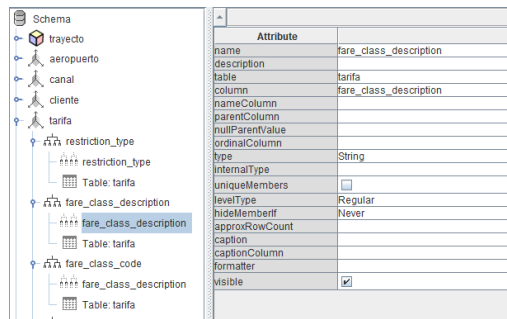 Schema
trayecto
aeropuerto
canal
cliente
tarifa
restriction_type
restriction_type
Table: tarifa
fare_class_description
fare_class_description
Table: tarifa
fare_class_code
fare_class_description
Table: tarifa
Attribute
name fare_class_description
description
table tarifa
column fare_class_description
nameColumn
parentColumn
nullParentValue
ordinalColumn
type String
internalType
uniqueMembers
levelType Regular
hideMemberIf Never
approxRowCount
caption
captionColumn
formatter
visible